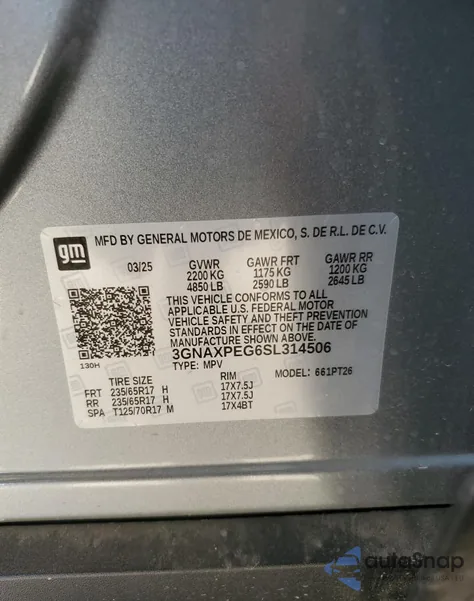 gm
MFD BY GENERAL MOTORS DE MEXICO, S. DE R.L. DE C.V.
03/25 GVWR GAWR FRT GAWR RR
2200 KG 1175 KG 1200 KG
4850 LB 2590 LB 2645 LB
THIS VEHICLE CONFORMS TO ALL
APPLICABLE U.S. FEDERAL MOTOR
VEHICLE SAFETY AND THEFT PREVENTION
STANDARDS IN EFFECT ON THE DATE OF
MANUFACTURE SHOWN ABOVE.
130H 3GNAXPEG6SL314506
TYPE: MPV MODEL: 661PT26
TIRE SIZE RIM
FRT 235/65R17 H 17X7.5J
RR 235/65R17 H 17X7.5J
SPA T125/70R17 M 17X4BT
autoSnap